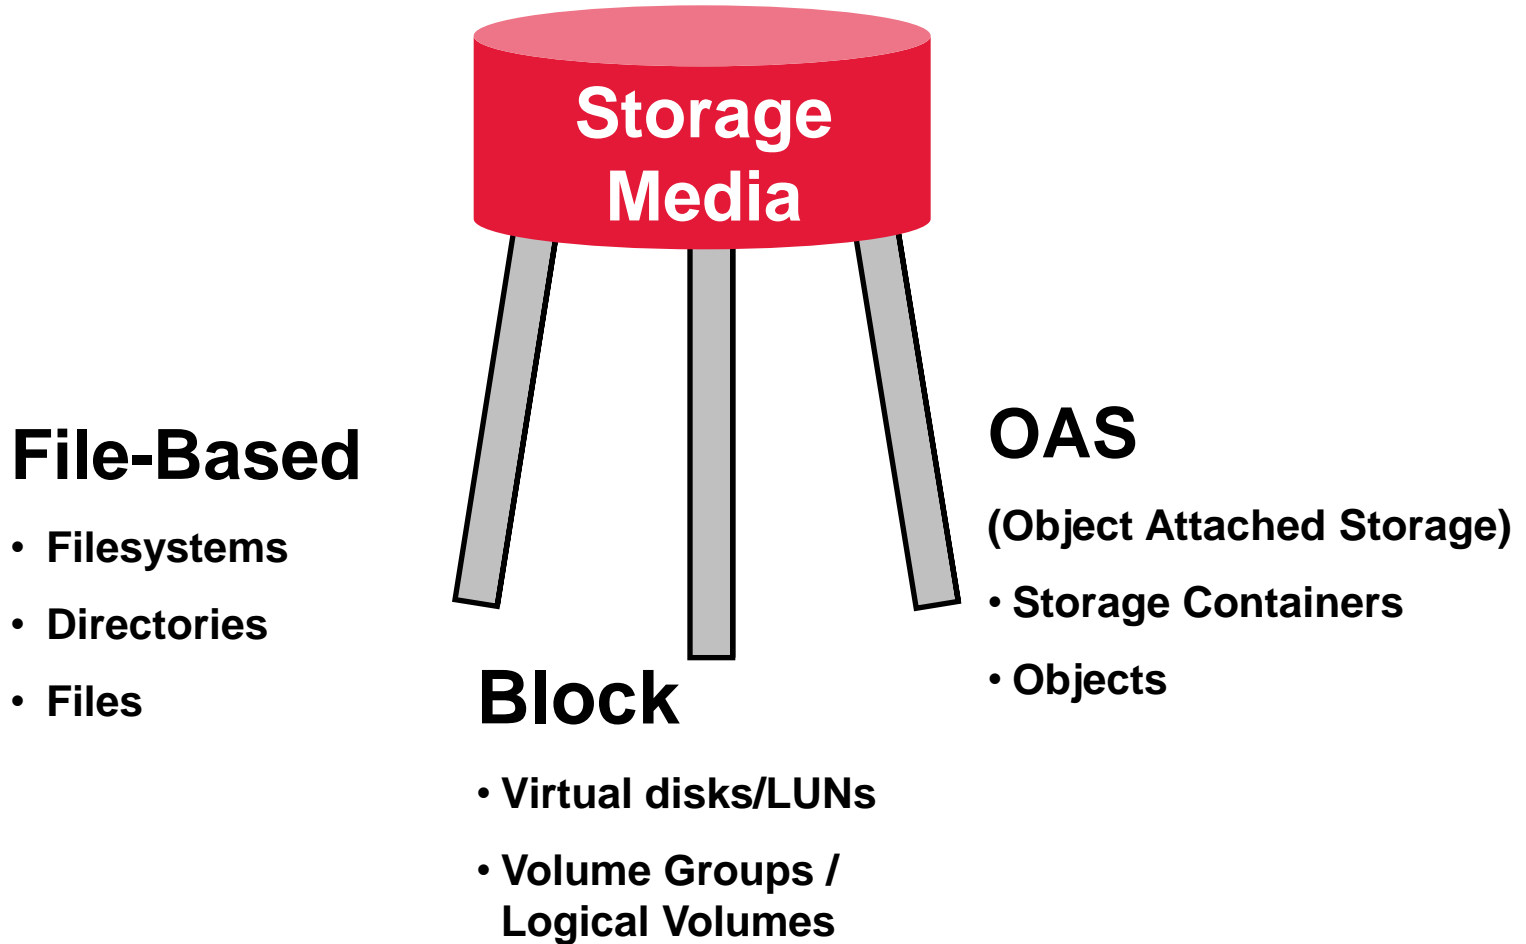 Storage
Media
File-Based
• Filesystems
• Directories
• Files
Block
• Virtual disks/LUNs
• Volume Groups /
Logical Volumes
OAS
(Object Attached Storage)
• Storage Containers
• Objects